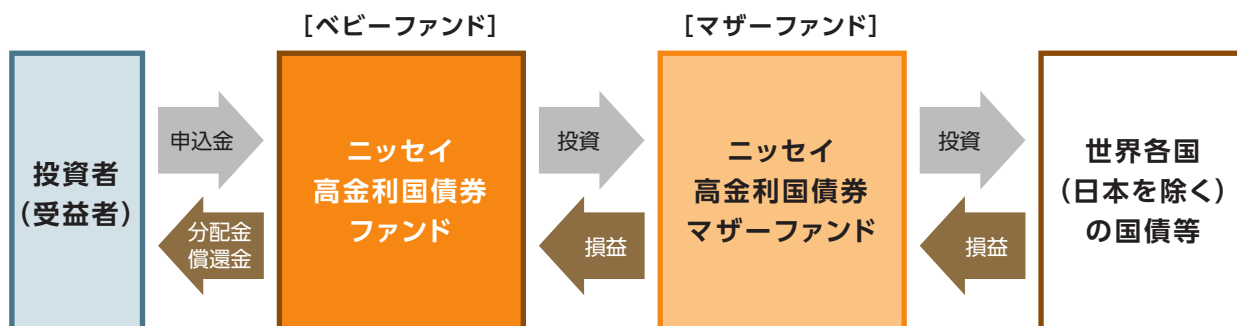 ［ベビーファンド］
［マザーファンド］
投資者
（受益者）
申込金
分配金
償還金
ニッセイ
高金利国債券
ファンド
投資
損益
ニッセイ
高金利国債券
マザーファンド
投資
損益
世界各国
（日本を除く）
の国債等